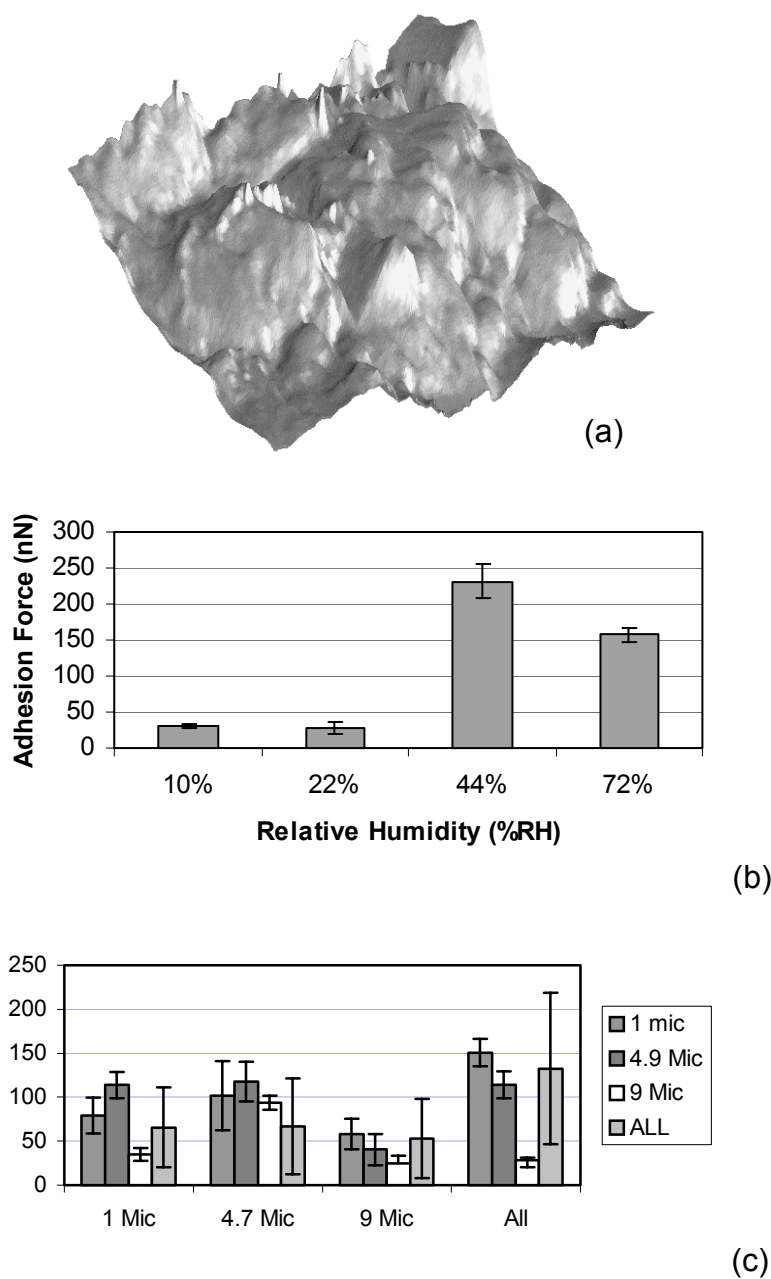 (a)
300
250
200
150
100
50
0
Adhesion Force (nN)
10% 22% 44% 72%
Relative Humidity (%RH)
(b)
250
200
150
100
50
0
1 Mic 4.7 Mic 9 Mic All
1 mic
4.9 Mic
9 Mic
ALL
(c)